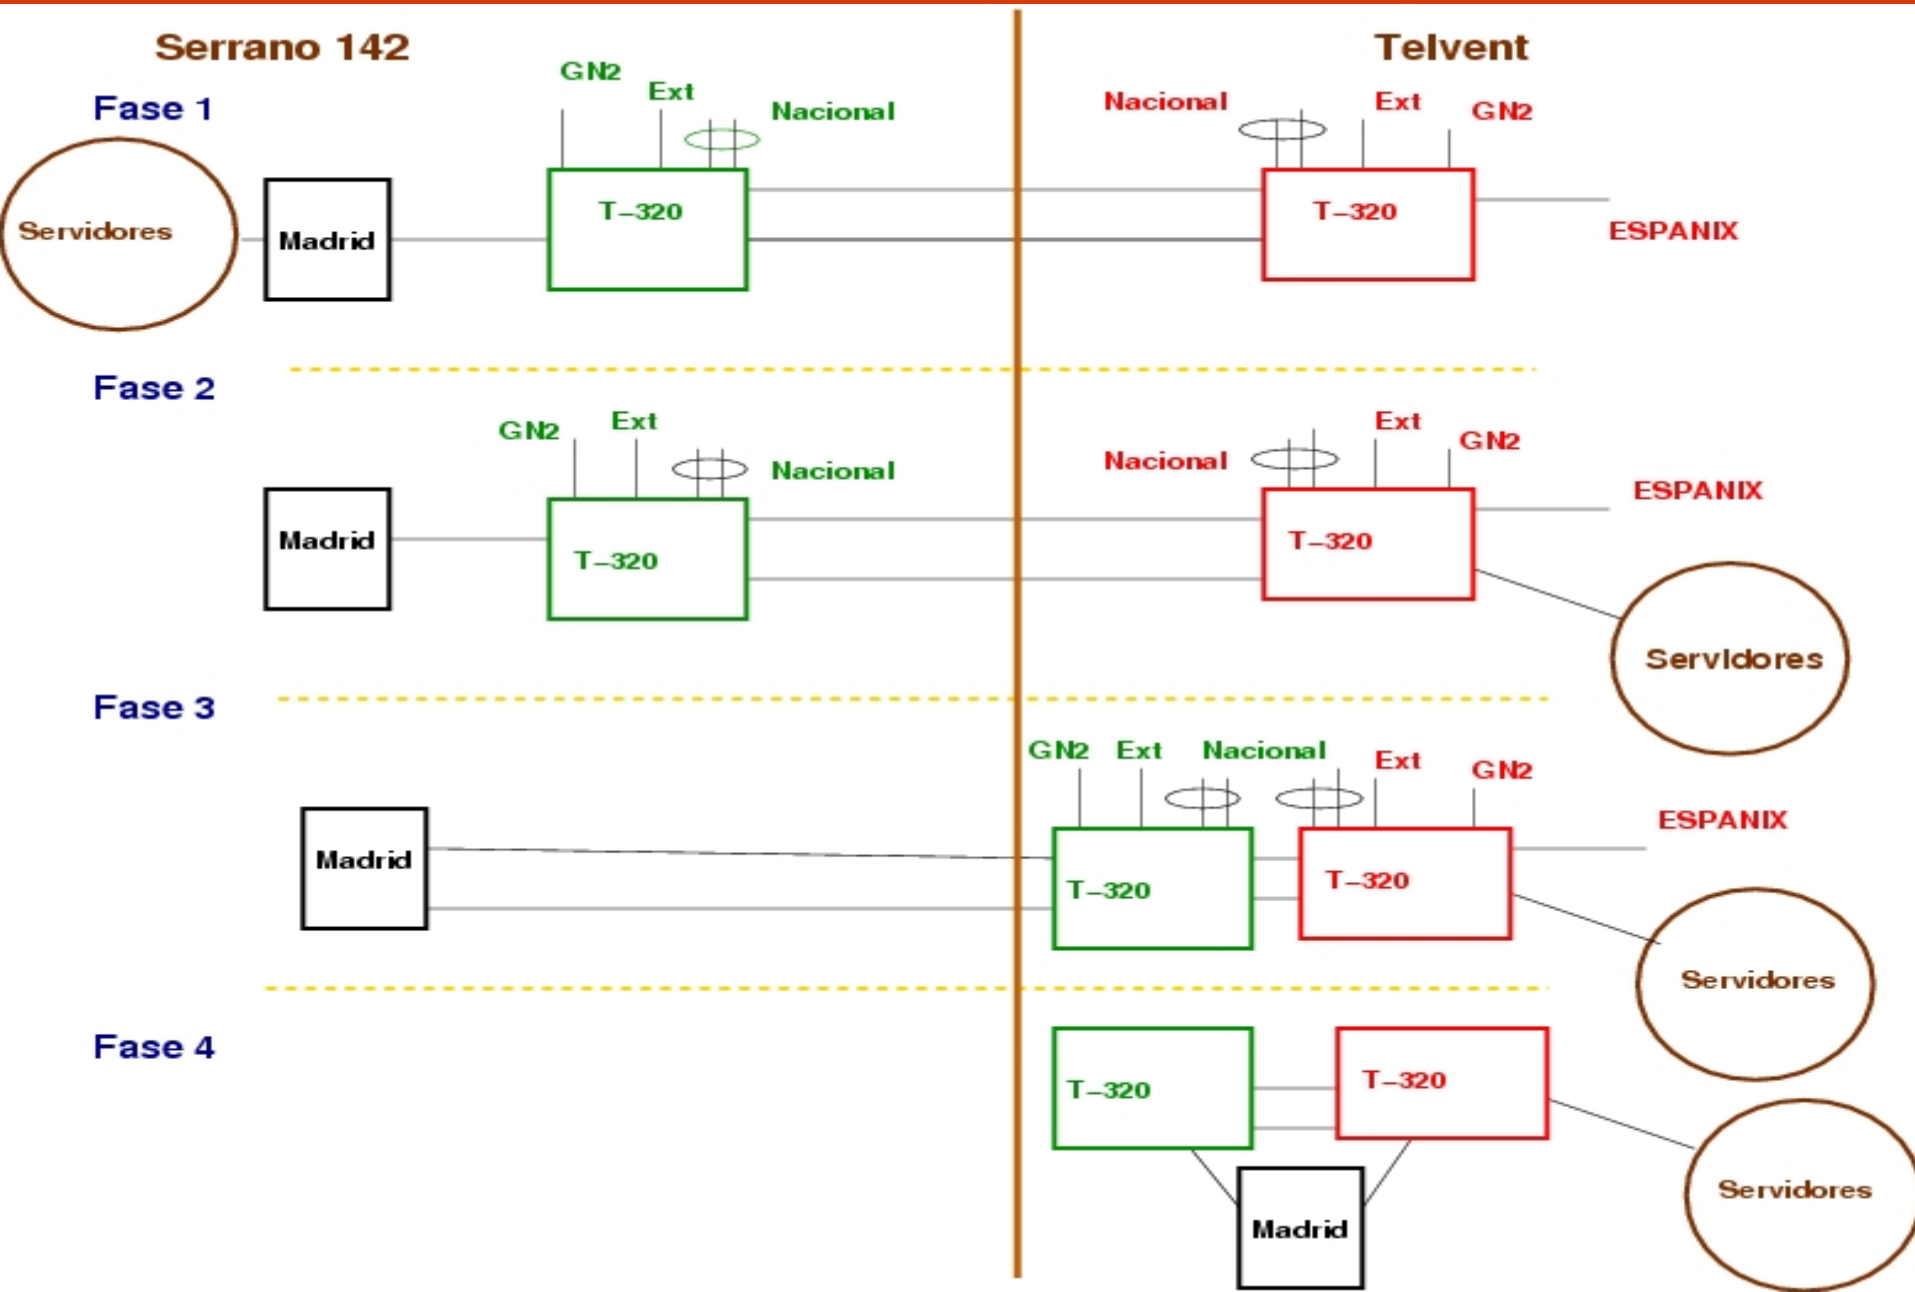 Serrano 142
Telvent
Fase 1
GN2
Ext
Nacional
Nacional
Ext
GN2
Servidores
Madrid
T-320
T-320
ESPANIX
Fase 2
GN2
Ext
Nacional
Nacional
Ext
GN2
ESPANIX
Madrid
T-320
T-320
Servidores
Fase 3
GN2
Ext
Nacional
Ext
GN2
ESPANIX
Madrid
T-320
T-320
Servidores
Fase 4
T-320
T-320
Servidores
Madrid